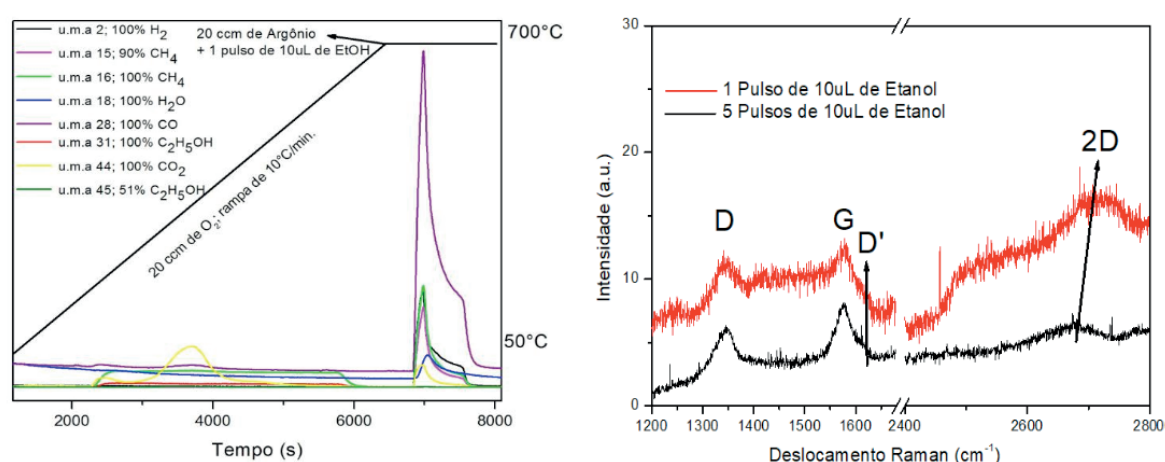 u.m.a 2; 100% H₂
u.m.a 15; 90% CH₄
u.m.a 16; 100% CH₄
u.m.a 18; 100% H₂O
u.m.a 28; 100% CO
u.m.a 31; 100% C₂H₅OH
u.m.a 44; 100% CO₂
u.m.a 45; 51% C₂H₅OH
20 ccm de Argônio
+ 1 pulso de 10uL de EtOH
700°C
20 ccm de O₂; rampa de 10°C/min.
50°C
2000
4000
6000
8000
Tempo (s)
30
20
10
0
Intensidade (a.u.)
1 Pulso de 10uL de Etanol
5 Pulsos de 10uL de Etanol
D
G
D'
2D
1200
1300
1400
1500
1600
2400
2600
2800
Deslocamento Raman (cm⁻¹)